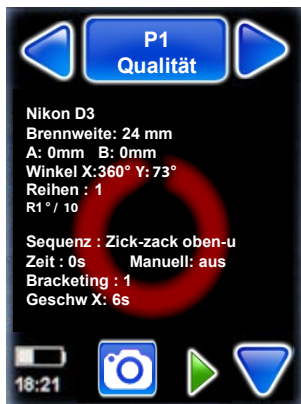 P1
Qualität
Nikon D3
Brennweite: 24 mm
A: 0mm B: 0mm
Winkel X:360° Y: 73°
Reihen : 1
R1 ° / 10
Sequenz : Zick-zack oben-u
Zeit : 0s Manuell: aus
Bracketing : 1
Geschw X: 6s
18:21